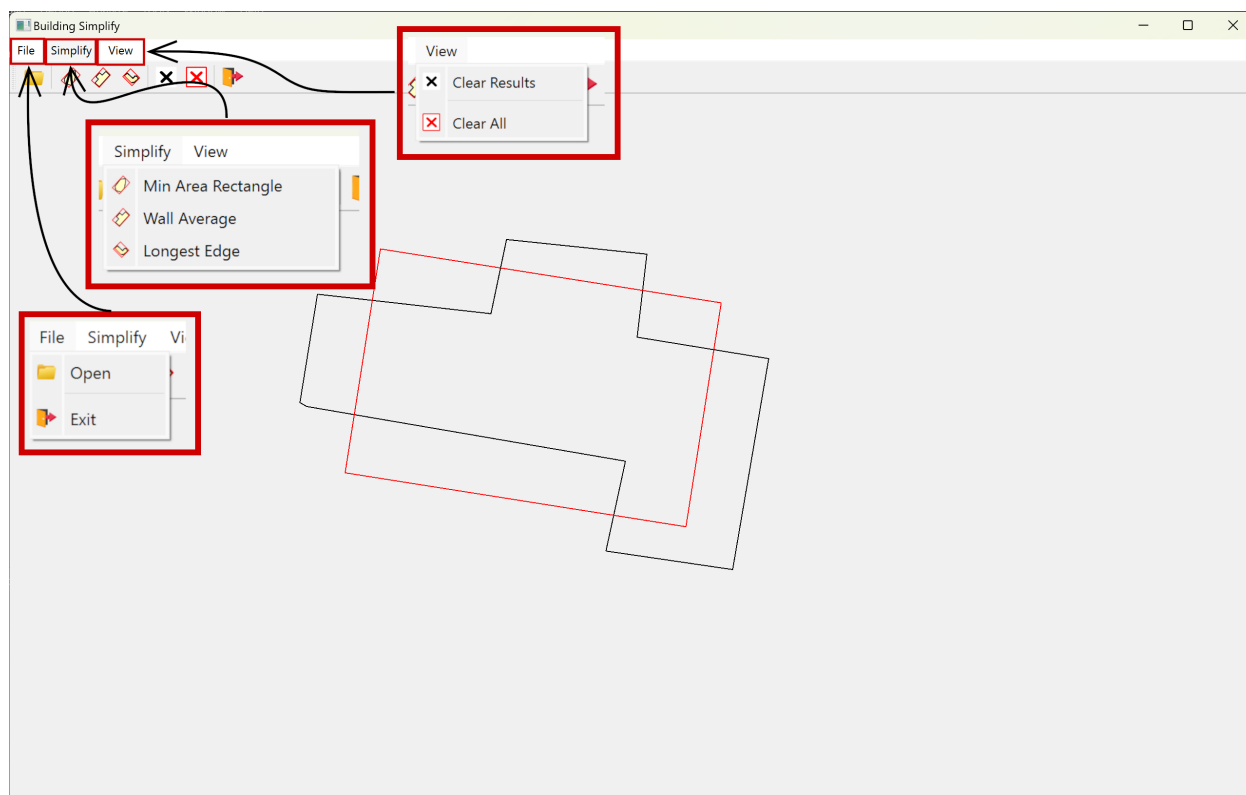 Building Simplify
File Simplify View
View
Clear Results
Clear All
Simplify View
Min Area Rectangle
Wall Average
Longest Edge
File Simplify Vi
Open
Exit